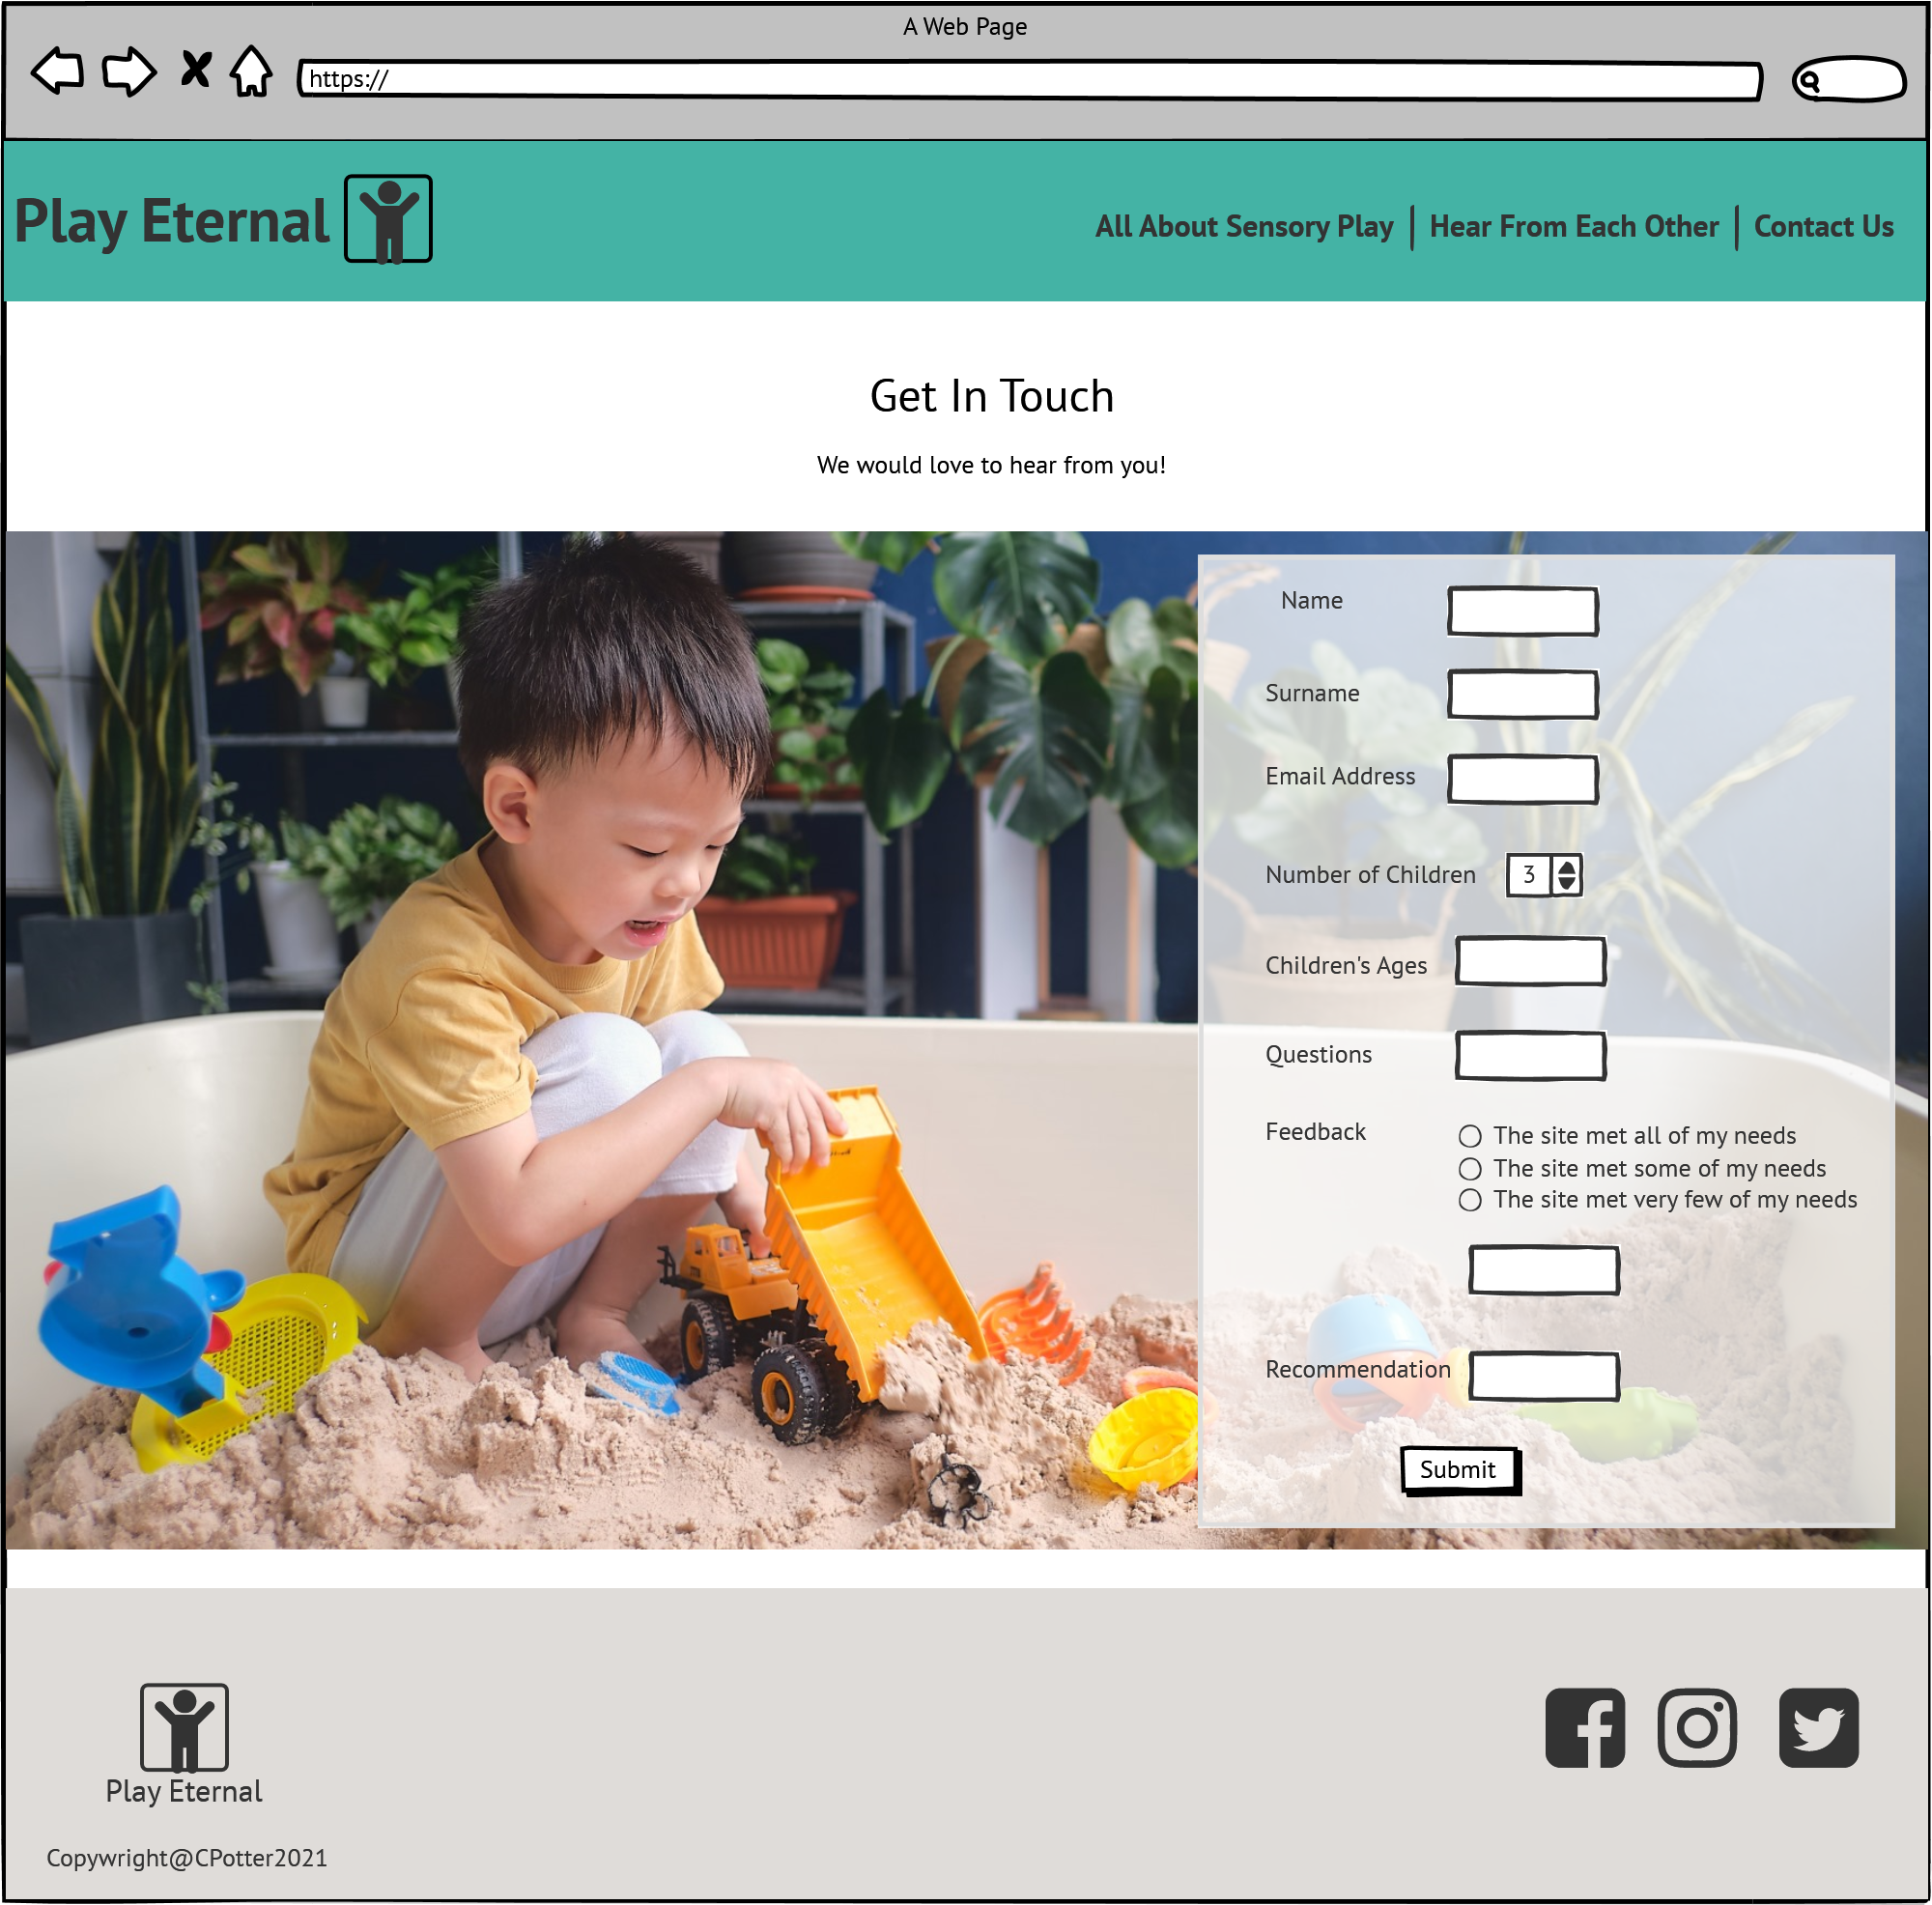 A Web Page
https://
Play Eternal
All About Sensory Play | Hear From Each Other | Contact Us
Get In Touch
We would love to hear from you!
Name
Surname
Email Address
Number of Children 3
Children's Ages
Questions
Feedback
The site met all of my needs
The site met some of my needs
The site met very few of my needs
Recommendation
Submit
Play Eternal
Copywright@CPotter2021